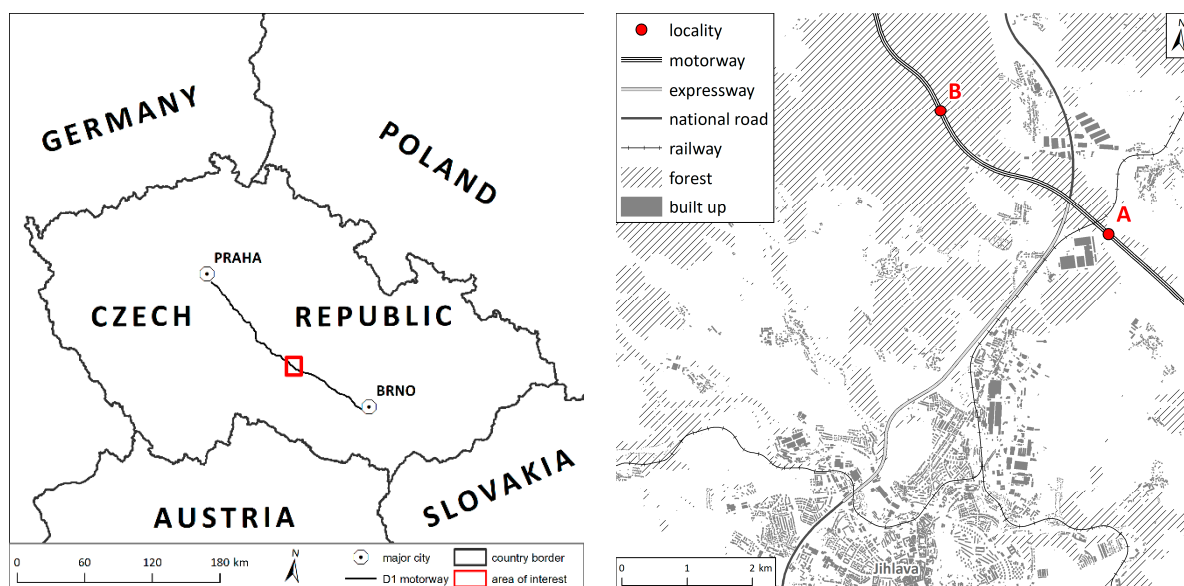 GERMANY
POLAND
PRAHA
CZECH REPUBLIC
BRNO
SLOVAKIA
AUSTRIA
0 60 120 180 km
N
major city
country border
D1 motorway
area of interest
locality
motorway
expressway
national road
railway
forest
built up
N
B
A
Jihlava
0 1 2 km